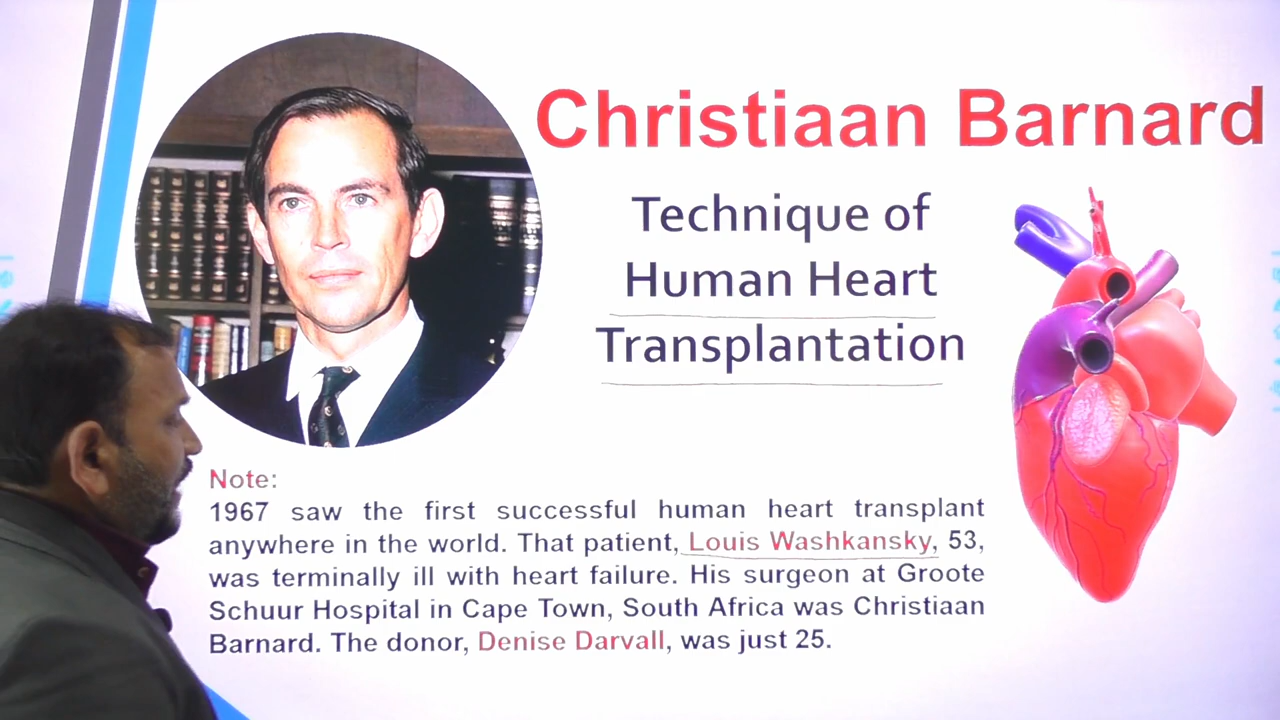 Christiaan Barnard
Technique of
Human Heart
Transplantation
Note:
1967 saw the first successful human heart transplant
anywhere in the world. That patient, Louis Washkansky, 53,
was terminally ill with heart failure. His surgeon at Groote
Schuur Hospital in Cape Town, South Africa was Christiaan
Barnard. The donor, Denise Darvall, was just 25.